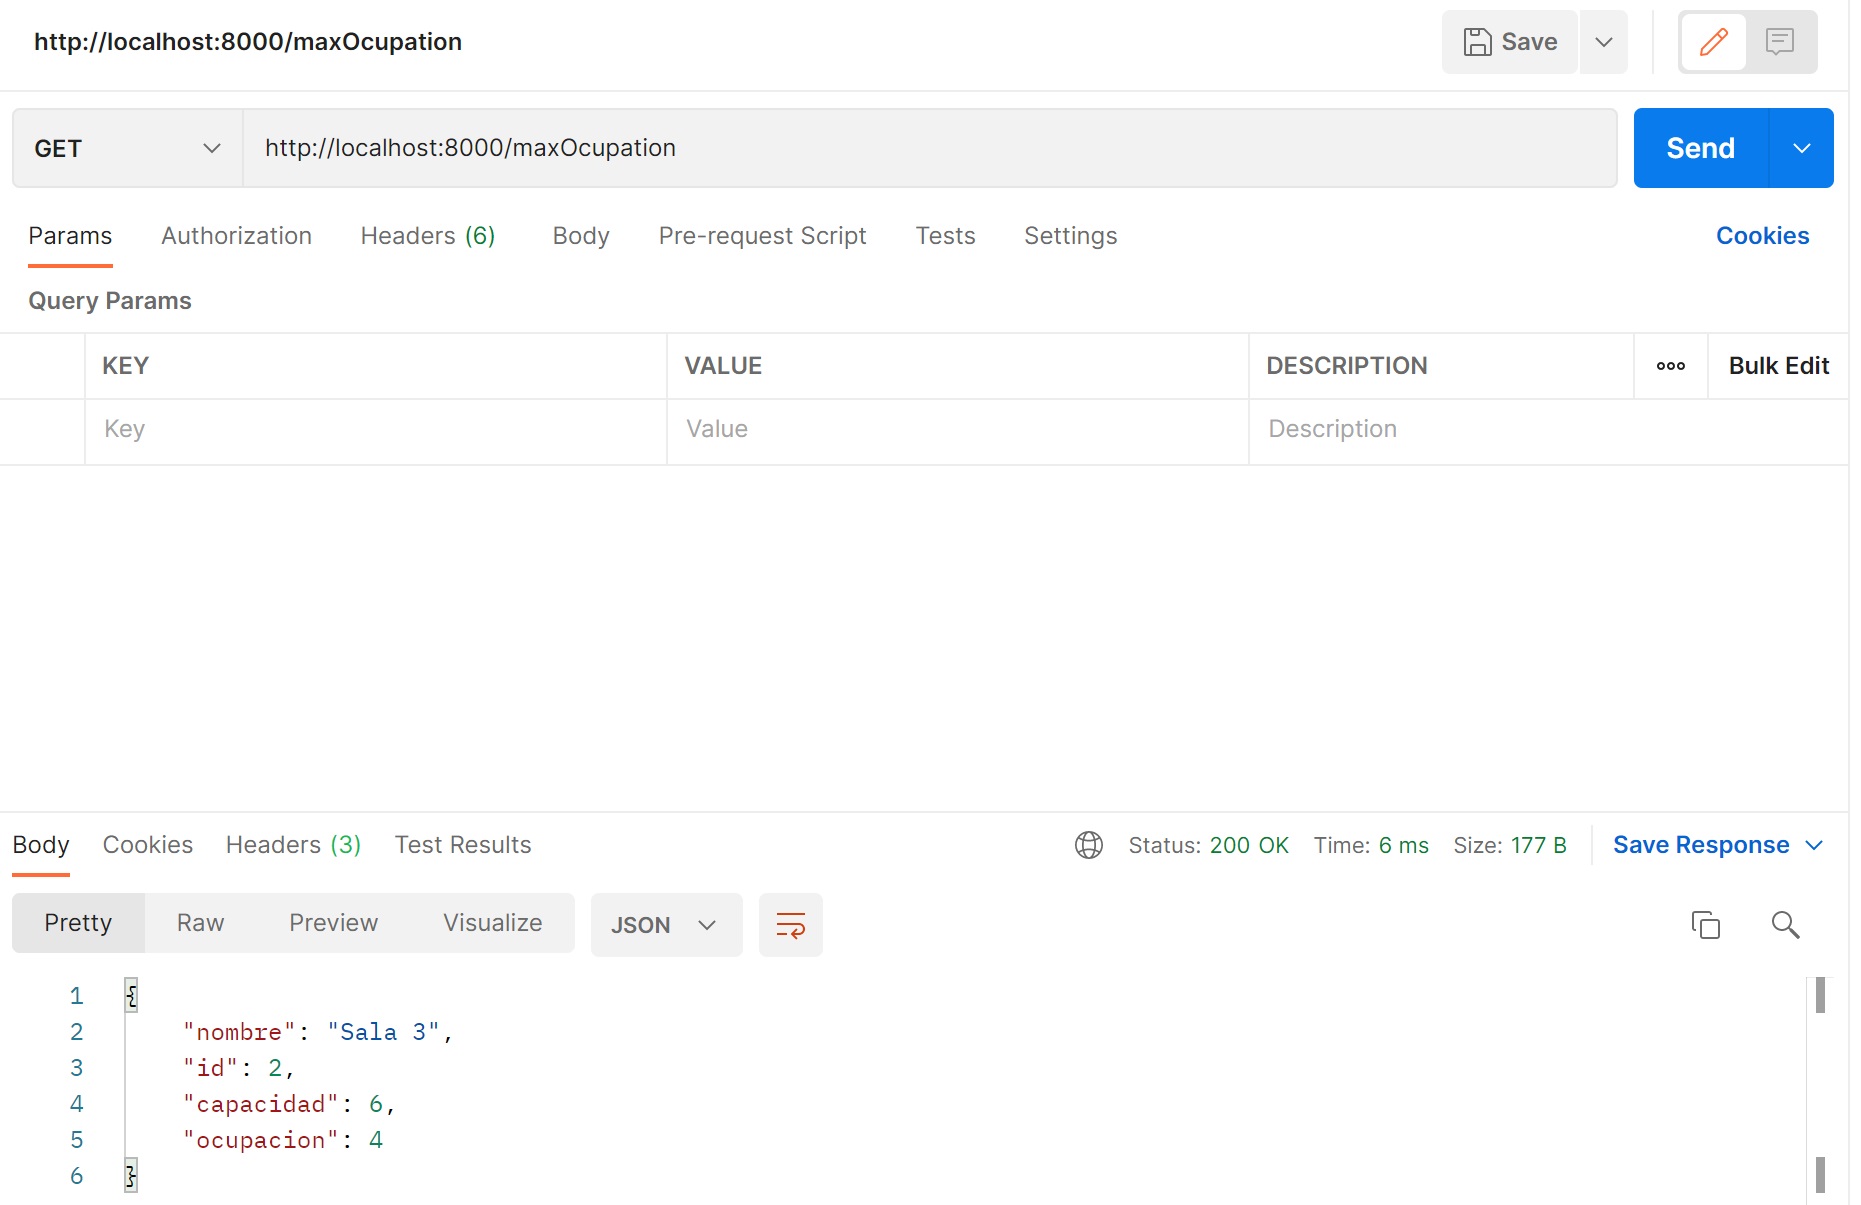 http://localhost:8000/maxOcupation
Save
GET
http://localhost:8000/maxOcupation
Send
Params Authorization Headers (6) Body Pre-request Script Tests Settings Cookies
Query Params
KEY VALUE DESCRIPTION ooo Bulk Edit
Key Value Description
Body Cookies Headers (3) Test Results Status: 200 OK Time: 6 ms Size: 177 B Save Response
Pretty Raw Preview Visualize JSON
1 {
2 "nombre": "Sala 3",
3 "id": 2,
4 "capacidad": 6,
5 "ocupacion": 4
6 }